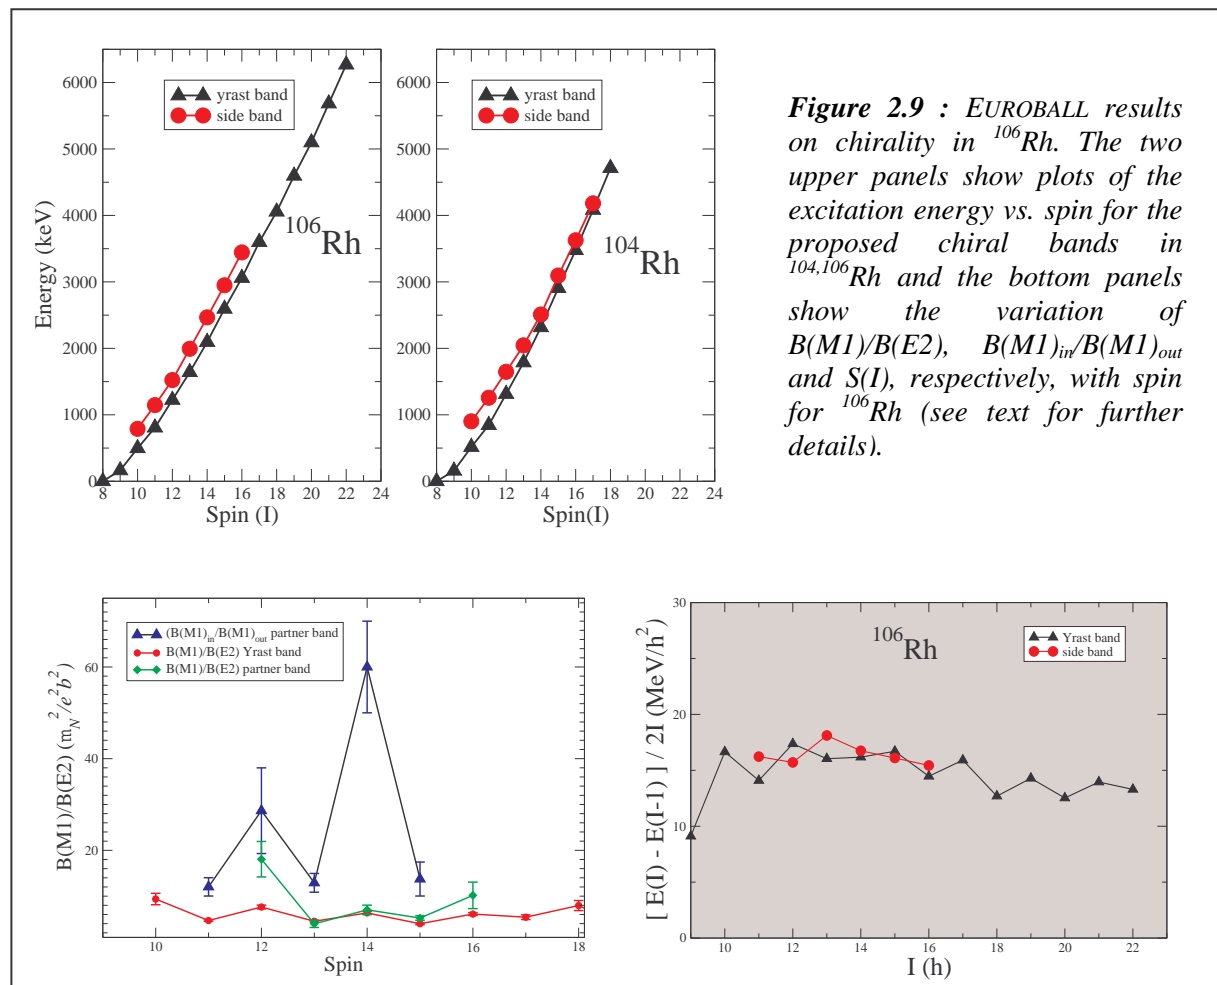 6000
5000
4000
3000
2000
1000
0
Energy (keV)
yrast band
side band
106Rh
8 10 12 14 16 18 20 22 24
Spin (I)
yrast band
side band
104Rh
8 10 12 14 16 18 20 22 24
Spin(I)
Figure 2.9 : EUROBALL results
on chirality in 106Rh. The two
upper panels show plots of the
excitation energy vs. spin for the
proposed chiral bands in
104,106Rh and the bottom panels
show the variation of
B(M1)/B(E2), B(M1)in/B(M1)out
and S(I), respectively, with spin
for 106Rh (see text for further
details).
B(M1)/B(E2) (mN2/e2b2)
60
40
20
(B(M1)in/B(M1)out partner band
B(M1)/B(E2) Yrast band
B(M1)/B(E2) partner band
10 12 14 16 18
Spin
[ E(I) - E(I-1) ] / 2I (MeV/h2)
30
20
10
0
106Rh
Yrast band
side band
10 12 14 16 18 20 22
I (h)